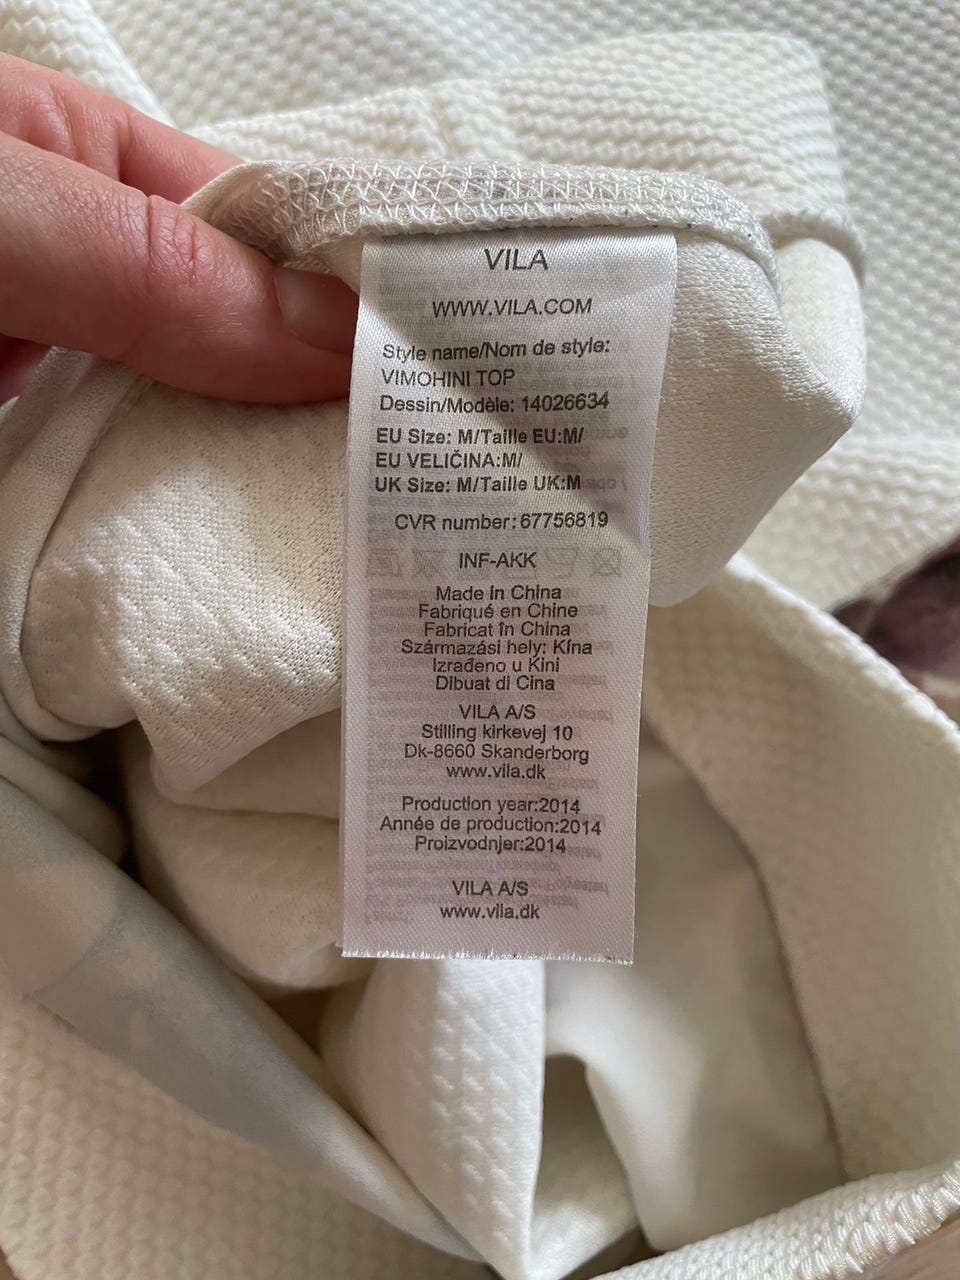 VILA
WWW.VILA.COM
Style name/Nom de style:
VIMOHINI TOP
Dessin/Modèle: 14026634
EU Size: M/Taille EU:M/
EU VELIČINA:M/
UK Size: M/Taille UK:M
CVR number:67756819
INF-AKK
Made in China
Fabriqué en Chine
Fabricat în China
Származási hely: Kína
Izrađeno u Kini
Dibuat di Cina
VILA A/S
Stilling kirkevej 10
Dk-8660 Skanderborg
www.vila.dk
Production year:2014
Année de production:2014
Proizvodnjer:2014
VILA A/S
www.vila.dk